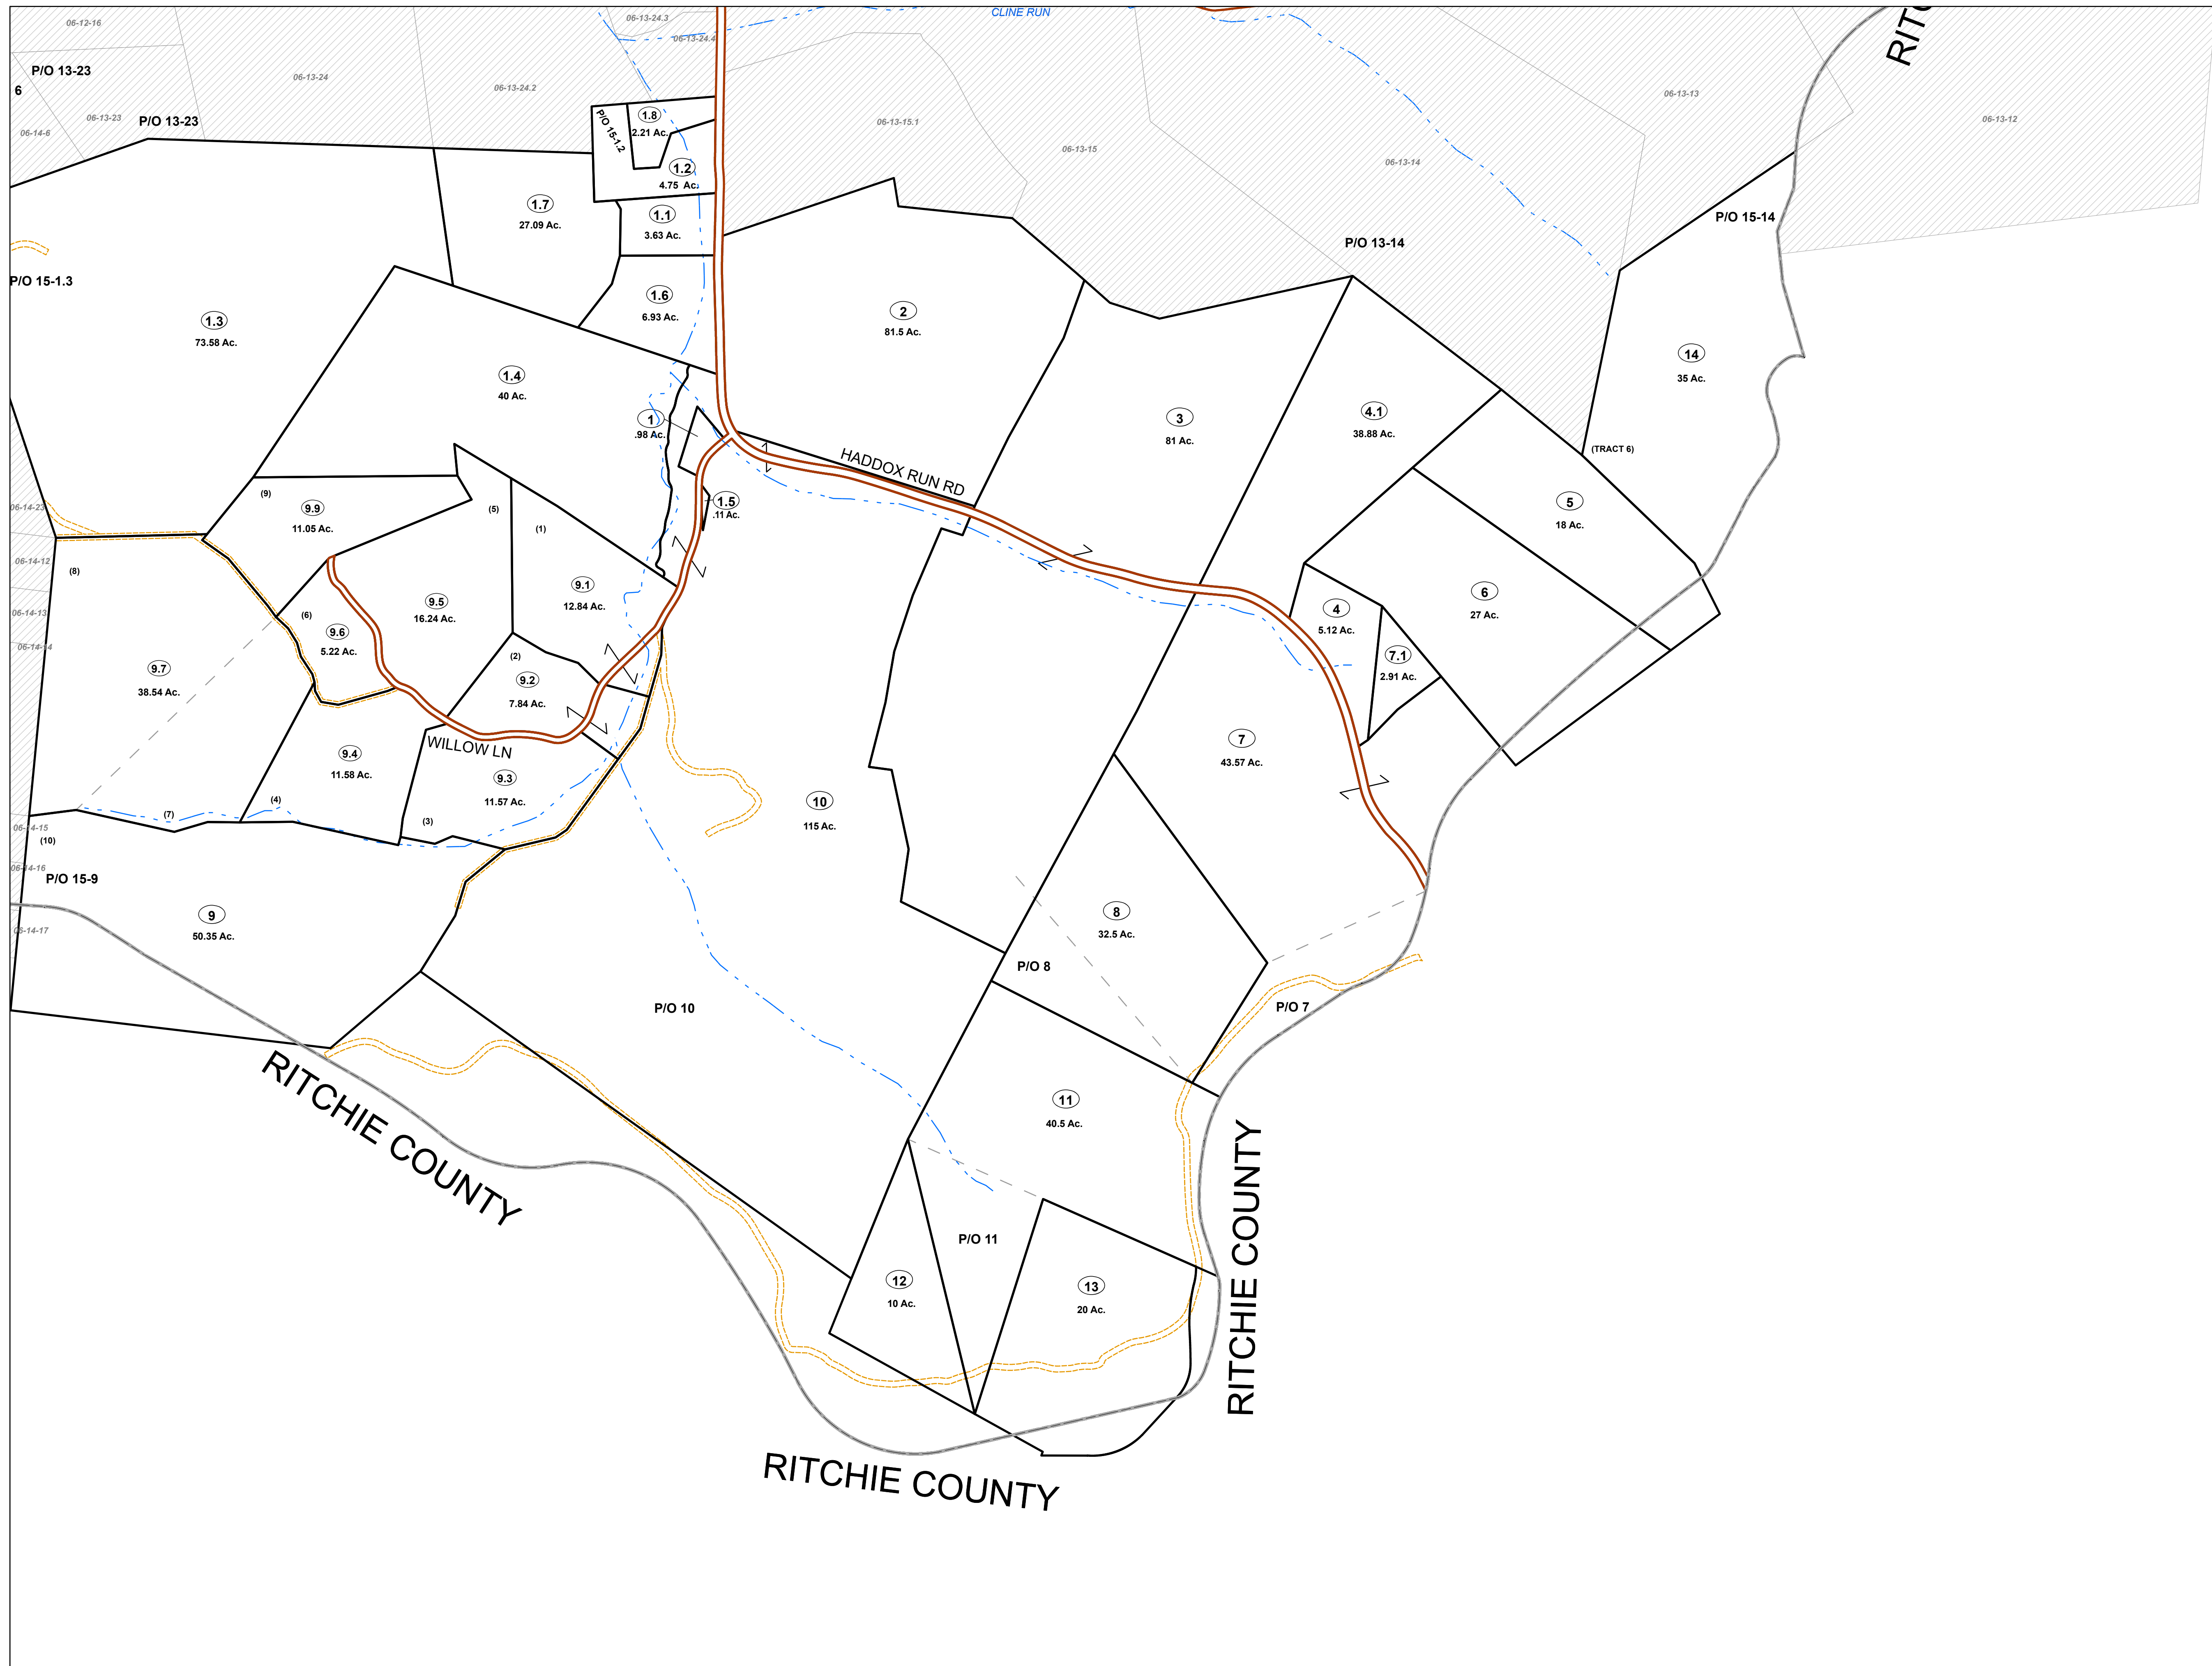 CLINE RUN
06-12-16
06-13-24.3
06-13-24.4
P/O 13-23
6
06-13-24
06-13-24.2
06-13-13
06-13-23
P/O 13-23
06-14-6
06-13-15.1
06-13-12
06-13-15
06-13-14
P/O 15-1.2
1.8
2.21 Ac.
1.2
4.75 Ac.
1.7
27.09 Ac.
1.1
3.63 Ac.
P/O 15-14
P/O 13-14
P/O 15-1.3
1.6
6.93 Ac.
1.3
73.58 Ac.
2
81.5 Ac.
14
35 Ac.
1.4
40 Ac.
1
.98 Ac.
3
81 Ac.
4.1
38.88 Ac.
(TRACT 6)
HADDOX RUN RD
(9)
9.9
11.05 Ac.
(5)
(1)
1.5
.11 Ac.
5
18 Ac.
06-14-23
06-14-12
(8)
9.1
12.84 Ac.
06-14-13
(6)
9.6
5.22 Ac.
9.5
16.24 Ac.
4
5.12 Ac.
6
27 Ac.
06-14-14
9.7
38.54 Ac.
(2)
9.2
7.84 Ac.
7.1
2.91 Ac.
9.4
11.58 Ac.
WILLOW LN
9.3
11.57 Ac.
7
43.57 Ac.
(4)
(7)
(3)
10
115 Ac.
06-14-15
(10)
06-14-16
P/O 15-9
9
50.35 Ac.
06-14-17
8
32.5 Ac.
P/O 8
P/O 10
P/O 7
RITCHIE COUNTY
11
40.5 Ac.
RITCHIE COUNTY
P/O 11
12
10 Ac.
13
20 Ac.
RITCHIE COUNTY